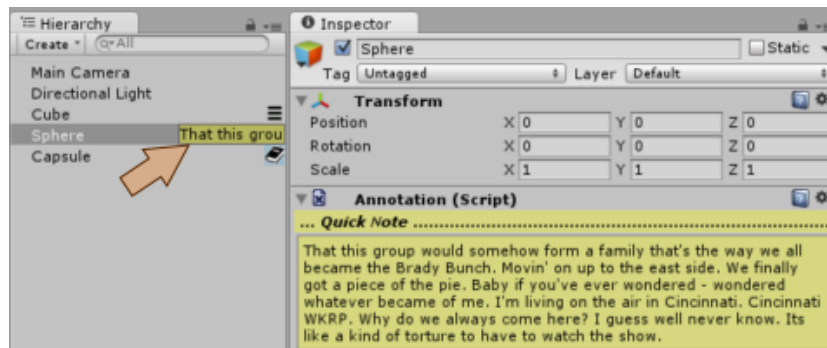 Hierarchy
Create
All
Main Camera
Directional Light
Cube
Sphere
That this grou
Capsule
Inspector
Sphere
Static
Tag Untagged
Layer Default
Transform
Position X 0 Y 0 Z 0
Rotation X 0 Y 0 Z 0
Scale X 1 Y 1 Z 1
Annotation (Script)
... Quick Note ...............................................................................
That this group would somehow form a family that's the way we all
became the Brady Bunch. Movin' on up to the east side. We finally
got a piece of the pie. Baby if you've ever wondered - wondered
whatever became of me. I'm living on the air in Cincinnati. Cincinnati
WKRP. Why do we always come here? I guess well never know. Its
like a kind of torture to have to watch the show.